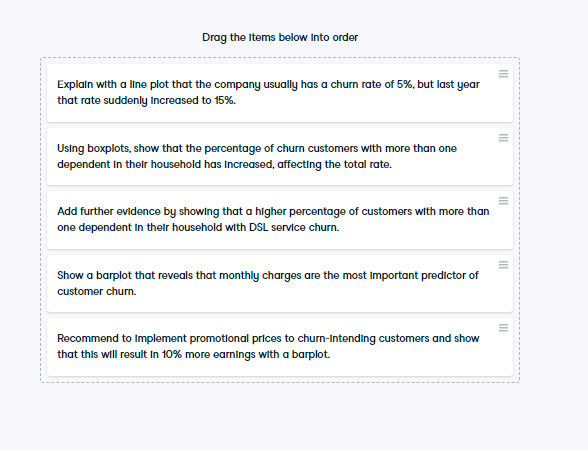 Drag the items below into order
Explain with a line plot that the company usually has a churn rate of 5%, but last year
that rate suddenly increased to 15%.
Using boxplots, show that the percentage of churn customers with more than one
dependent in their household has increased, affecting the total rate.
Add further evidence by showing that a higher percentage of customers with more than
one dependent in their household with DSL service churn.
Show a barplot that reveals that monthly charges are the most important predictor of
customer churn.
Recommend to implement promotional prices to churn-intending customers and show
that this will result in 10% more earnings with a barplot.